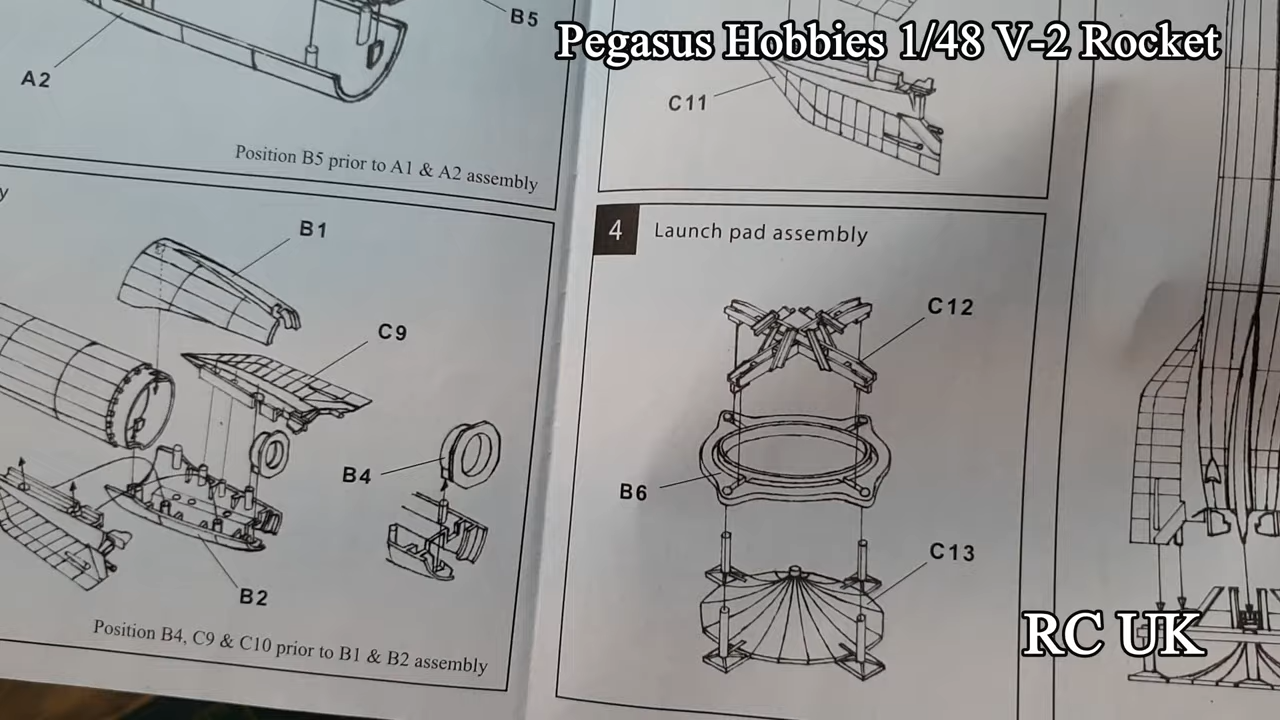 Pegasus Hobbies 1/48 V-2 Rocket
B5
A2
Position B5 prior to A1 & A2 assembly
y
B1
C9
B4
B2
Position B4, C9 & C10 prior to B1 & B2 assembly
C11
4 Launch pad assembly
C12
B6
C13
RC UK